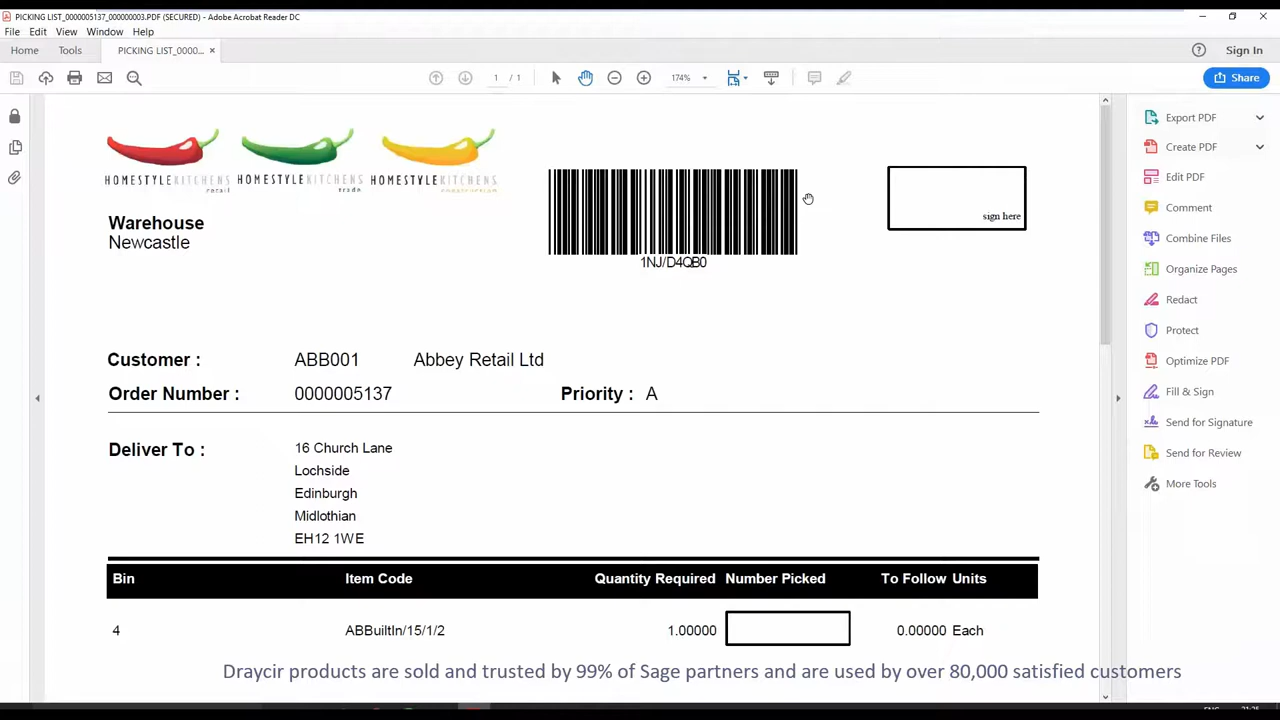 PICKING LIST_0000005137_000000003.PDF (SECURED) - Adobe Acrobat Reader DC
File Edit View Window Help
Home Tools PICKING LIST_0000... × Sign In
1 / 1 174% Share
HOMESTYLEKITCHENS HOMESTYLEKITCHENS HOMESTYLEKITCHENS
retail trade construction
sign here
Warehouse
Newcastle
1NJ/D4QB0
Customer : ABB001 Abbey Retail Ltd
Order Number : 0000005137 Priority : A
Deliver To : 16 Church Lane
Lochside
Edinburgh
Midlothian
EH12 1WE
Bin Item Code Quantity Required Number Picked To Follow Units
4 ABBuiltIn/15/1/2 1.00000 0.00000 Each
Draycir products are sold and trusted by 99% of Sage partners and are used by over 80,000 satisfied customers
Export PDF
Create PDF
Edit PDF
Comment
Combine Files
Organize Pages
Redact
Protect
Optimize PDF
Fill & Sign
Send for Signature
Send for Review
More Tools